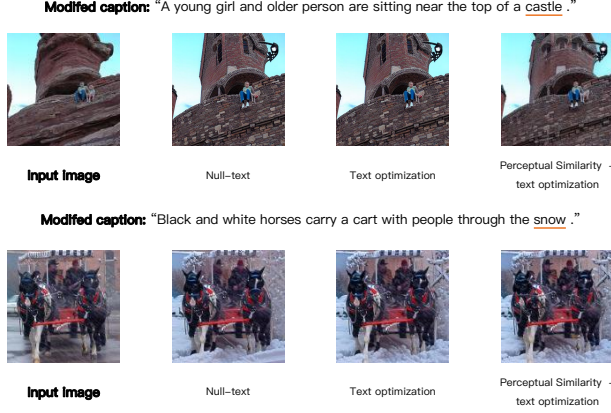 Modifed caption: “A young girl and older person are sitting near the top of a castle .”
Input image
Null-text
Text optimization
Perceptual Similarity -
text optimization
Modifed caption: “Black and white horses carry a cart with people through the snow .”
Input image
Null-text
Text optimization
Perceptual Similarity -
text optimization